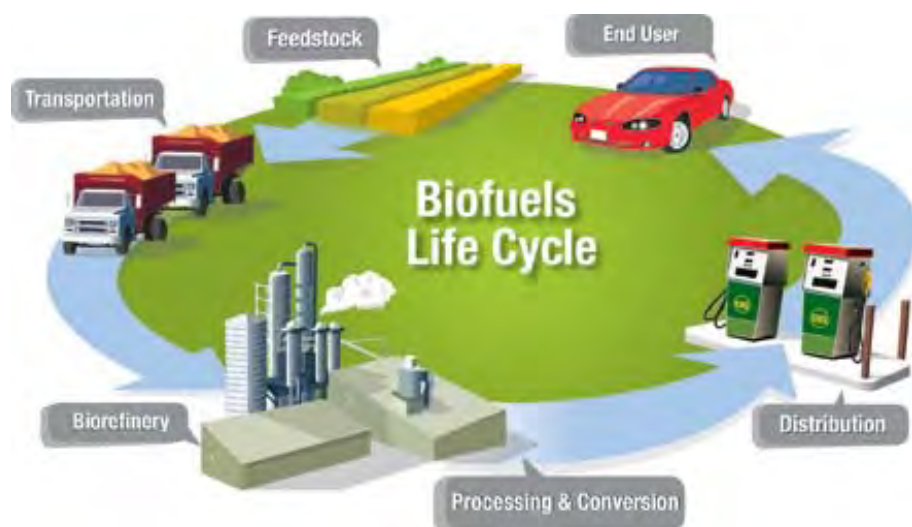 Feedstock
End User
Transportation
Biofuels
Life Cycle
Biorefinery
Distribution
Processing & Conversion